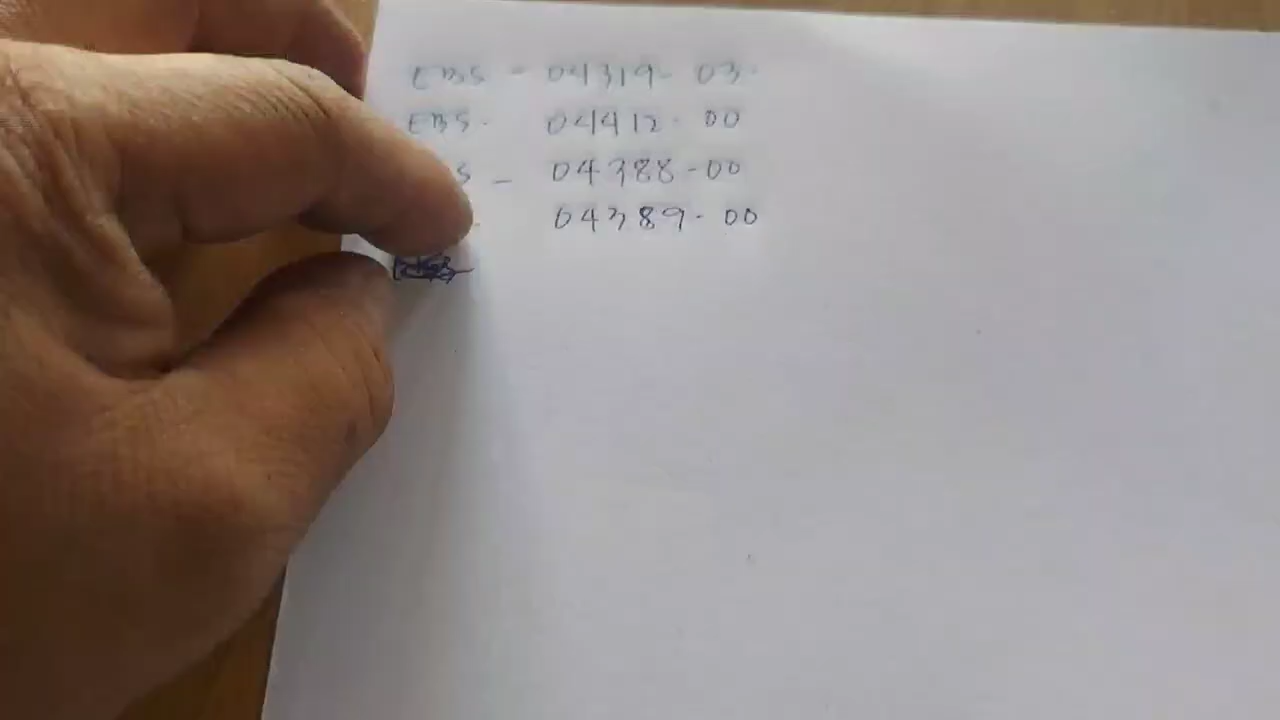 EBS - 04319- 03.
EBS. 04412. 00
S - 04388-00
04389- 00